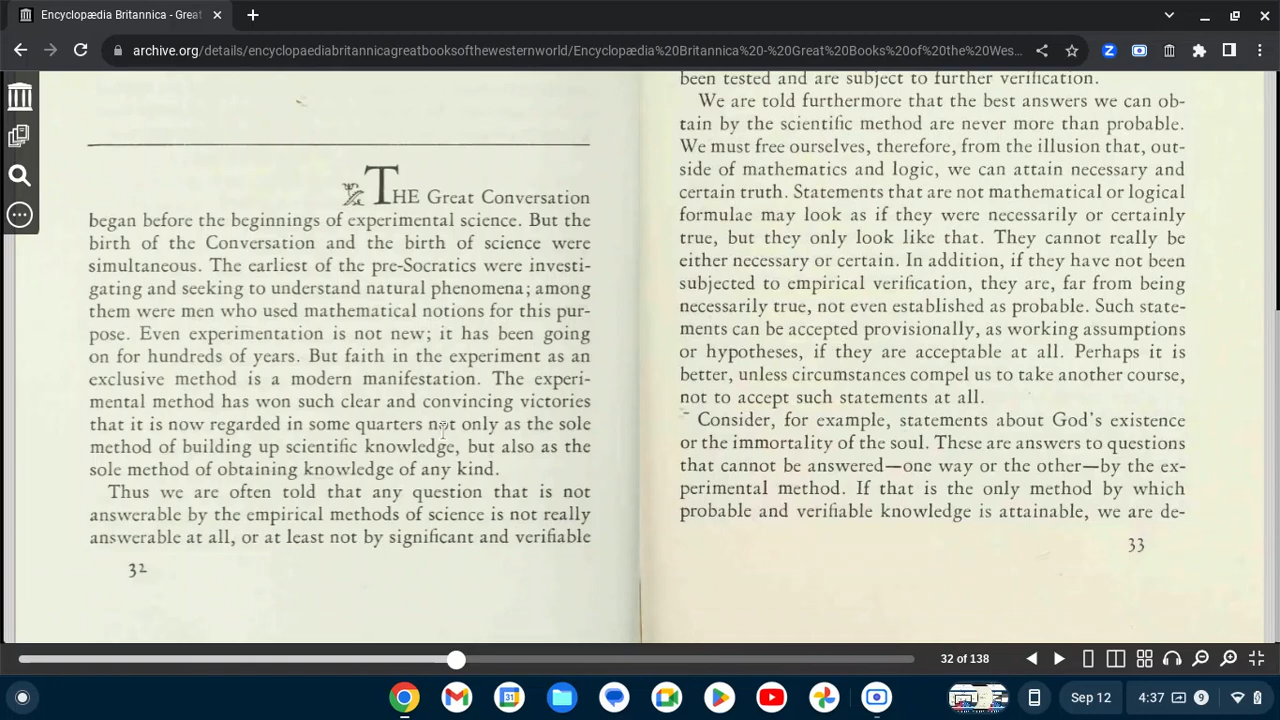 Encyclopædia Britannica - Great
archive.org/details/encyclopaediabritannicagreatbooksofthewesternworld/Encyclopædia%20Britannica%20-%20Great%20Books%20of%20the%20Wes...
THE Great Conversation
began before the beginnings of experimental science. But the
birth of the Conversation and the birth of science were
simultaneous. The earliest of the pre-Socratics were investi-
gating and seeking to understand natural phenomena; among
them were men who used mathematical notions for this pur-
pose. Even experimentation is not new; it has been going
on for hundreds of years. But faith in the experiment as an
exclusive method is a modern manifestation. The experi-
mental method has won such clear and convincing victories
that it is now regarded in some quarters not only as the sole
method of building up scientific knowledge, but also as the
sole method of obtaining knowledge of any kind.
Thus we are often told that any question that is not
answerable by the empirical methods of science is not really
answerable at all, or at least not by significant and verifiable
32
been tested and are subject to further verification.
We are told furthermore that the best answers we can ob-
tain by the scientific method are never more than probable.
We must free ourselves, therefore, from the illusion that, out-
side of mathematics and logic, we can attain necessary and
certain truth. Statements that are not mathematical or logical
formulae may look as if they were necessarily or certainly
true, but they only look like that. They cannot really be
either necessary or certain. In addition, if they have not been
subjected to empirical verification, they are, far from being
necessarily true, not even established as probable. Such state-
ments can be accepted provisionally, as working assumptions
or hypotheses, if they are acceptable at all. Perhaps it is
better, unless circumstances compel us to take another course,
not to accept such statements at all.
Consider, for example, statements about God's existence
or the immortality of the soul. These are answers to questions
that cannot be answered—one way or the other—by the ex-
perimental method. If that is the only method by which
probable and verifiable knowledge is attainable, we are de-
33
32 of 138
Sep 12
4:37
9